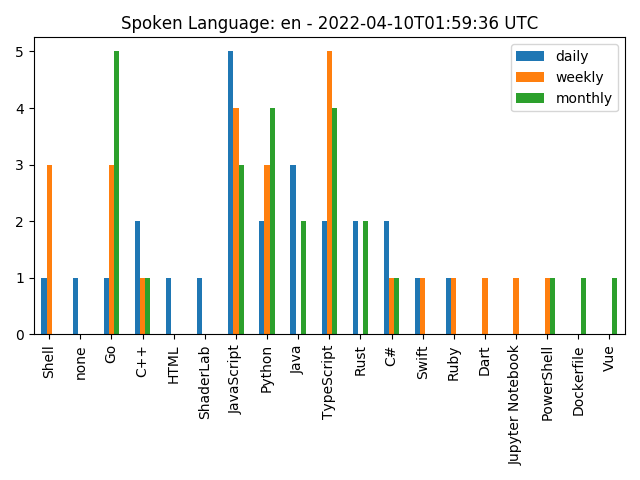 Spoken Language: en - 2022-04-10T01:59:36 UTC
daily
weekly
monthly
5
4
3
2
1
0
Shell
none
Go
C++
HTML
ShaderLab
JavaScript
Python
Java
TypeScript
Rust
C#
Swift
Ruby
Dart
Jupyter Notebook
PowerShell
Dockerfile
Vue